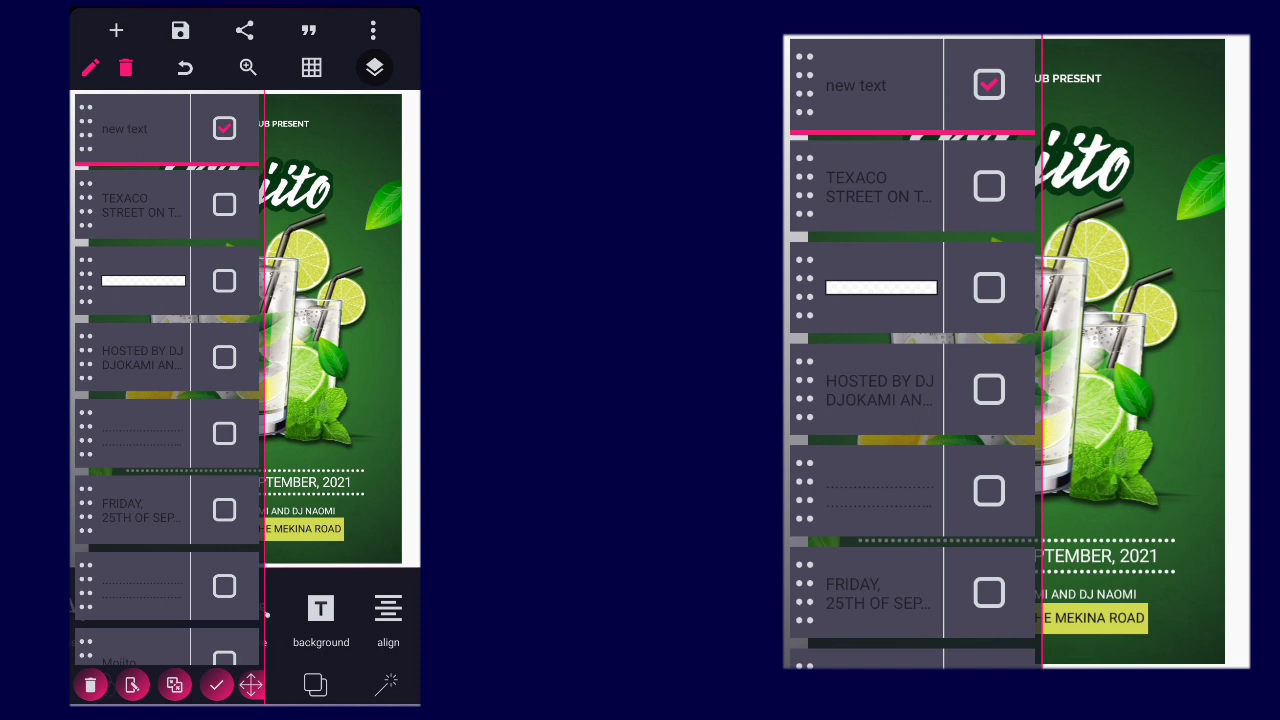 UB PRESENT
new text
jito
TEXACO
STREET ON T...
HOSTED BY DJ
DJOKAMI AN...
PTEMBER, 2021
FRIDAY,
25TH OF SEP...
MI AND DJ NAOMI
HE MEKINA ROAD
Mojito
T
background
align
UB PRESENT
new text
jito
TEXACO
STREET ON T...
HOSTED BY DJ
DJOKAMI AN...
PTEMBER, 2021
FRIDAY,
25TH OF SEP...
MI AND DJ NAOMI
HE MEKINA ROAD